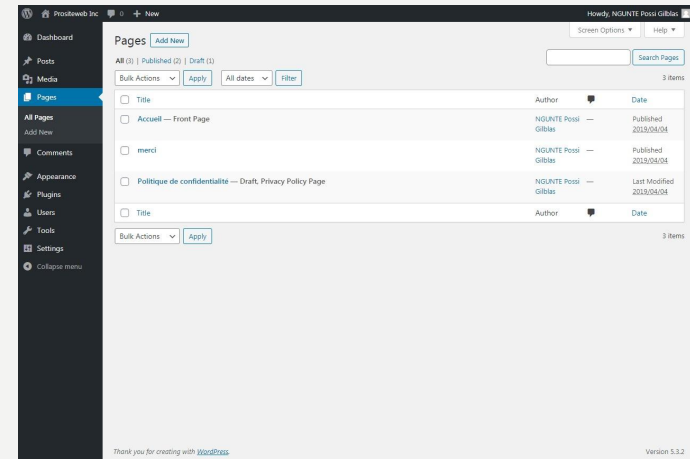 Prositeweb Inc 0 + New Howdy, NGUNTE Possi Gilblas
Screen Options ▼ Help ▼
Dashboard
Posts
Media
Pages
All Pages
Add New
Comments
Appearance
Plugins
Users
Tools
Settings
Collapse menu
Pages Add New
All (3) | Published (2) | Draft (1)
Search Pages
Bulk Actions Apply All dates Filter 3 items
Title Author Date
Accueil — Front Page NGUNTE Possi Gilblas — Published 2019/04/04
merci NGUNTE Possi Gilblas — Published 2019/04/04
Politique de confidentialité — Draft, Privacy Policy Page NGUNTE Possi Gilblas — Last Modified 2019/04/04
Title Author Date
Bulk Actions Apply 3 items
Thank you for creating with WordPress. Version 5.3.2